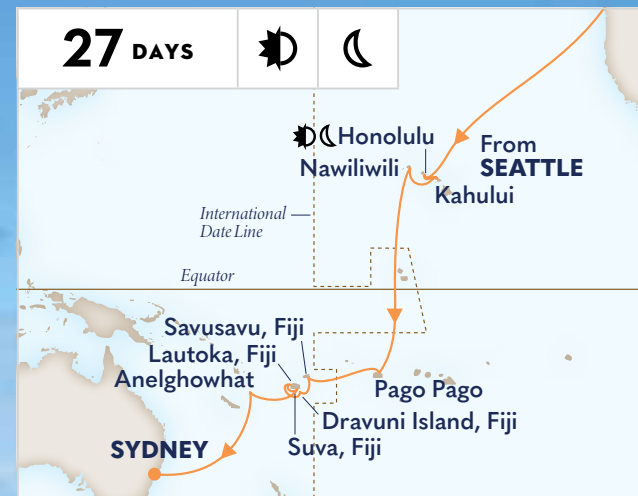 27 DAYS
Honolulu
From
SEATTLE
Nawiliwili
Kahului
International
Date Line
Equator
Savusavu, Fiji
Lautoka, Fiji
Anelghowhat
Pago Pago
Dravuni Island, Fiji
SYDNEY
Suva, Fiji